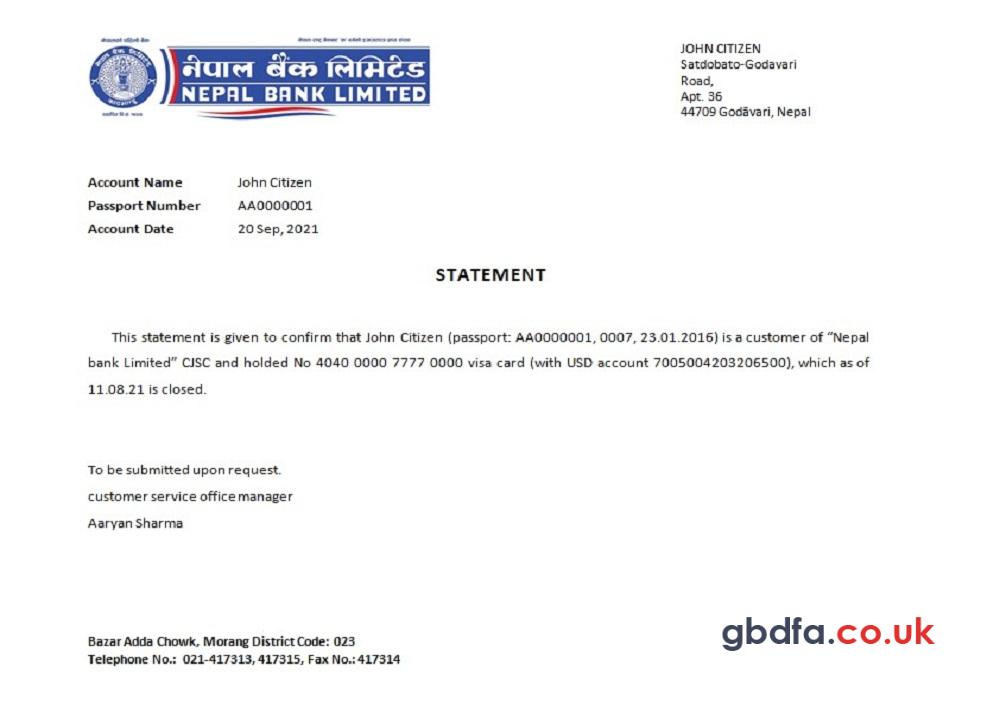 नेपाल बैंक लिमिटेड
NEPAL BANK LIMITED
JOHN CITIZEN
Satdobato-Godavari
Road,
Apt. 36
44709 Godāvari, Nepal
Account Name John Citizen
Passport Number AA0000001
Account Date 20 Sep, 2021
STATEMENT
This statement is given to confirm that John Citizen (passport: AA0000001, 0007, 23.01.2016) is a customer of “Nepal
bank Limited” CJSC and holded No 4040 0000 7777 0000 visa card (with USD account 7005004203206500), which as of
11.08.21 is closed.
To be submitted upon request.
customer service office manager
Aaryan Sharma
Bazar Adda Chowk, Morang District Code: 023
Telephone No.: 021-417313, 417315, Fax No.: 417314
gbdfa.co.uk